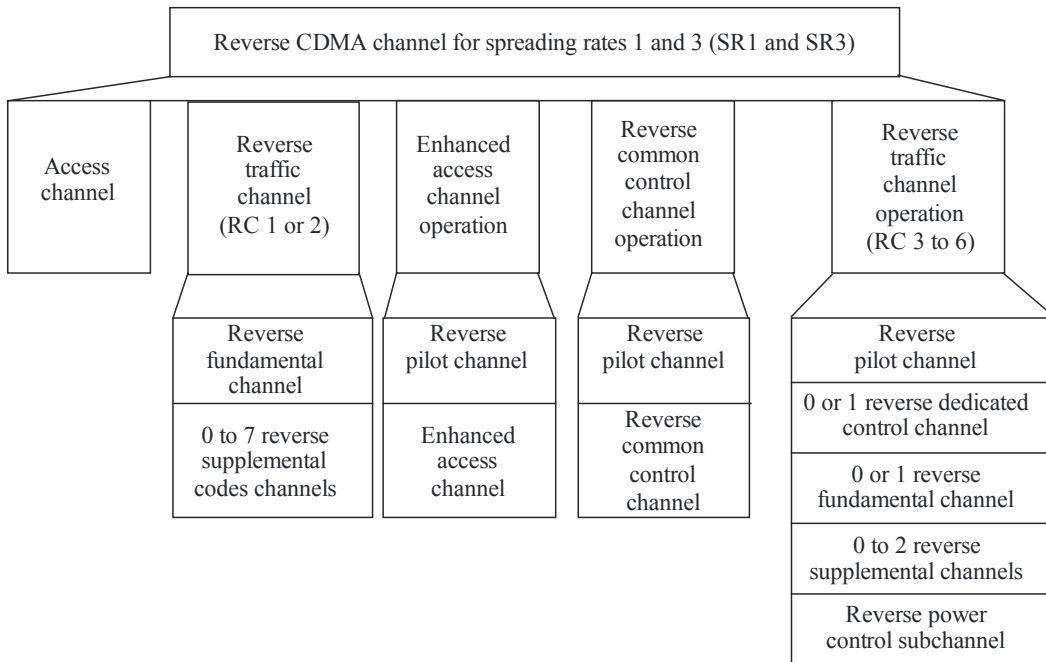 Reverse CDMA channel for spreading rates 1 and 3 (SR1 and SR3)
Access
channel
Reverse
traffic
channel
(RC 1 or 2)
Enhanced
access
channel
operation
Reverse
common
control
channel
operation
Reverse
traffic
channel
operation
(RC 3 to 6)
Reverse
fundamental
channel
0 to 7 reverse
supplemental
codes channels
Reverse
pilot channel
Enhanced
access
channel
Reverse
pilot channel
Reverse
common
control
channel
Reverse
pilot channel
0 or 1 reverse dedicated
control channel
0 or 1 reverse
fundamental channel
0 to 2 reverse
supplemental channels
Reverse power
control subchannel